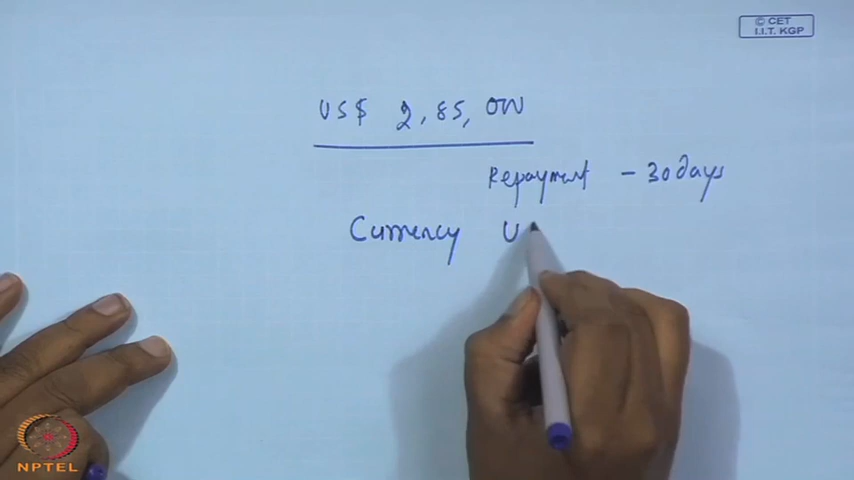 © CET
I.I.T. KGP
US$ 2,85,000
Repayment - 30 days
Currency U
NPTEL